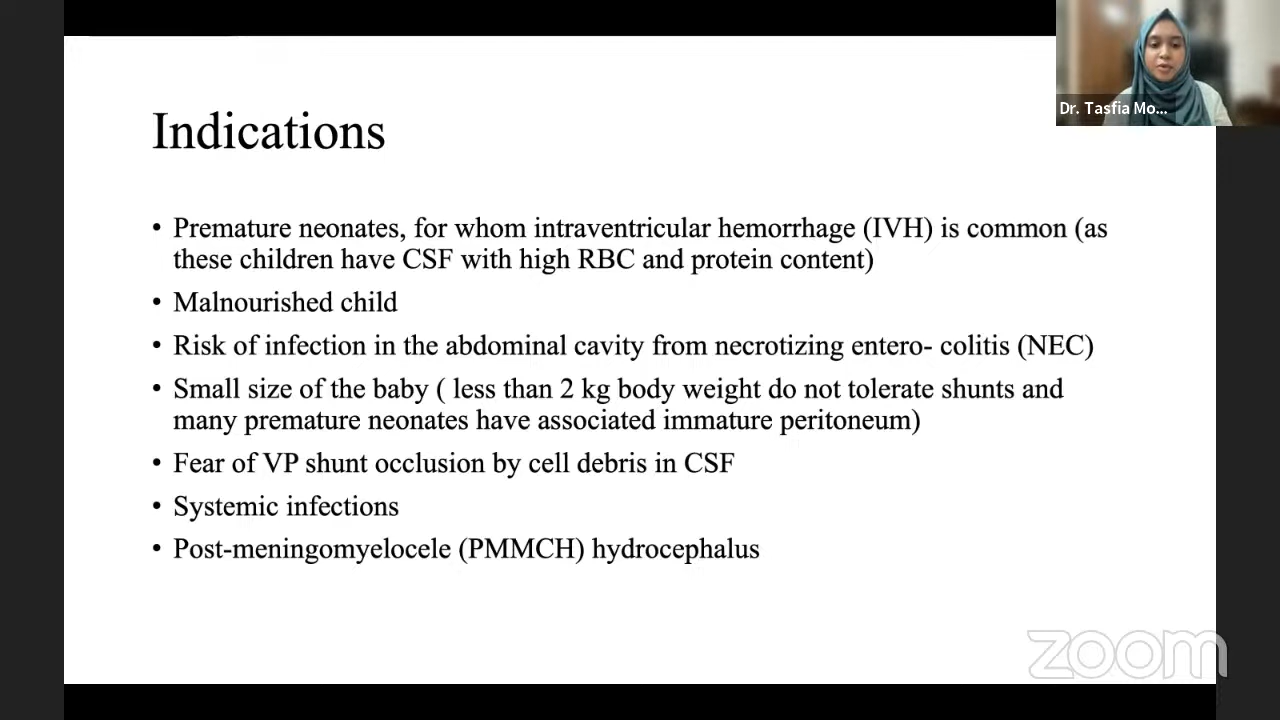 Dr. Tasfia Mo...
Indications
• Premature neonates, for whom intraventricular hemorrhage (IVH) is common (as
these children have CSF with high RBC and protein content)
• Malnourished child
• Risk of infection in the abdominal cavity from necrotizing entero- colitis (NEC)
• Small size of the baby ( less than 2 kg body weight do not tolerate shunts and
many premature neonates have associated immature peritoneum)
• Fear of VP shunt occlusion by cell debris in CSF
• Systemic infections
• Post-meningomyelocele (PMMCH) hydrocephalus
zoom